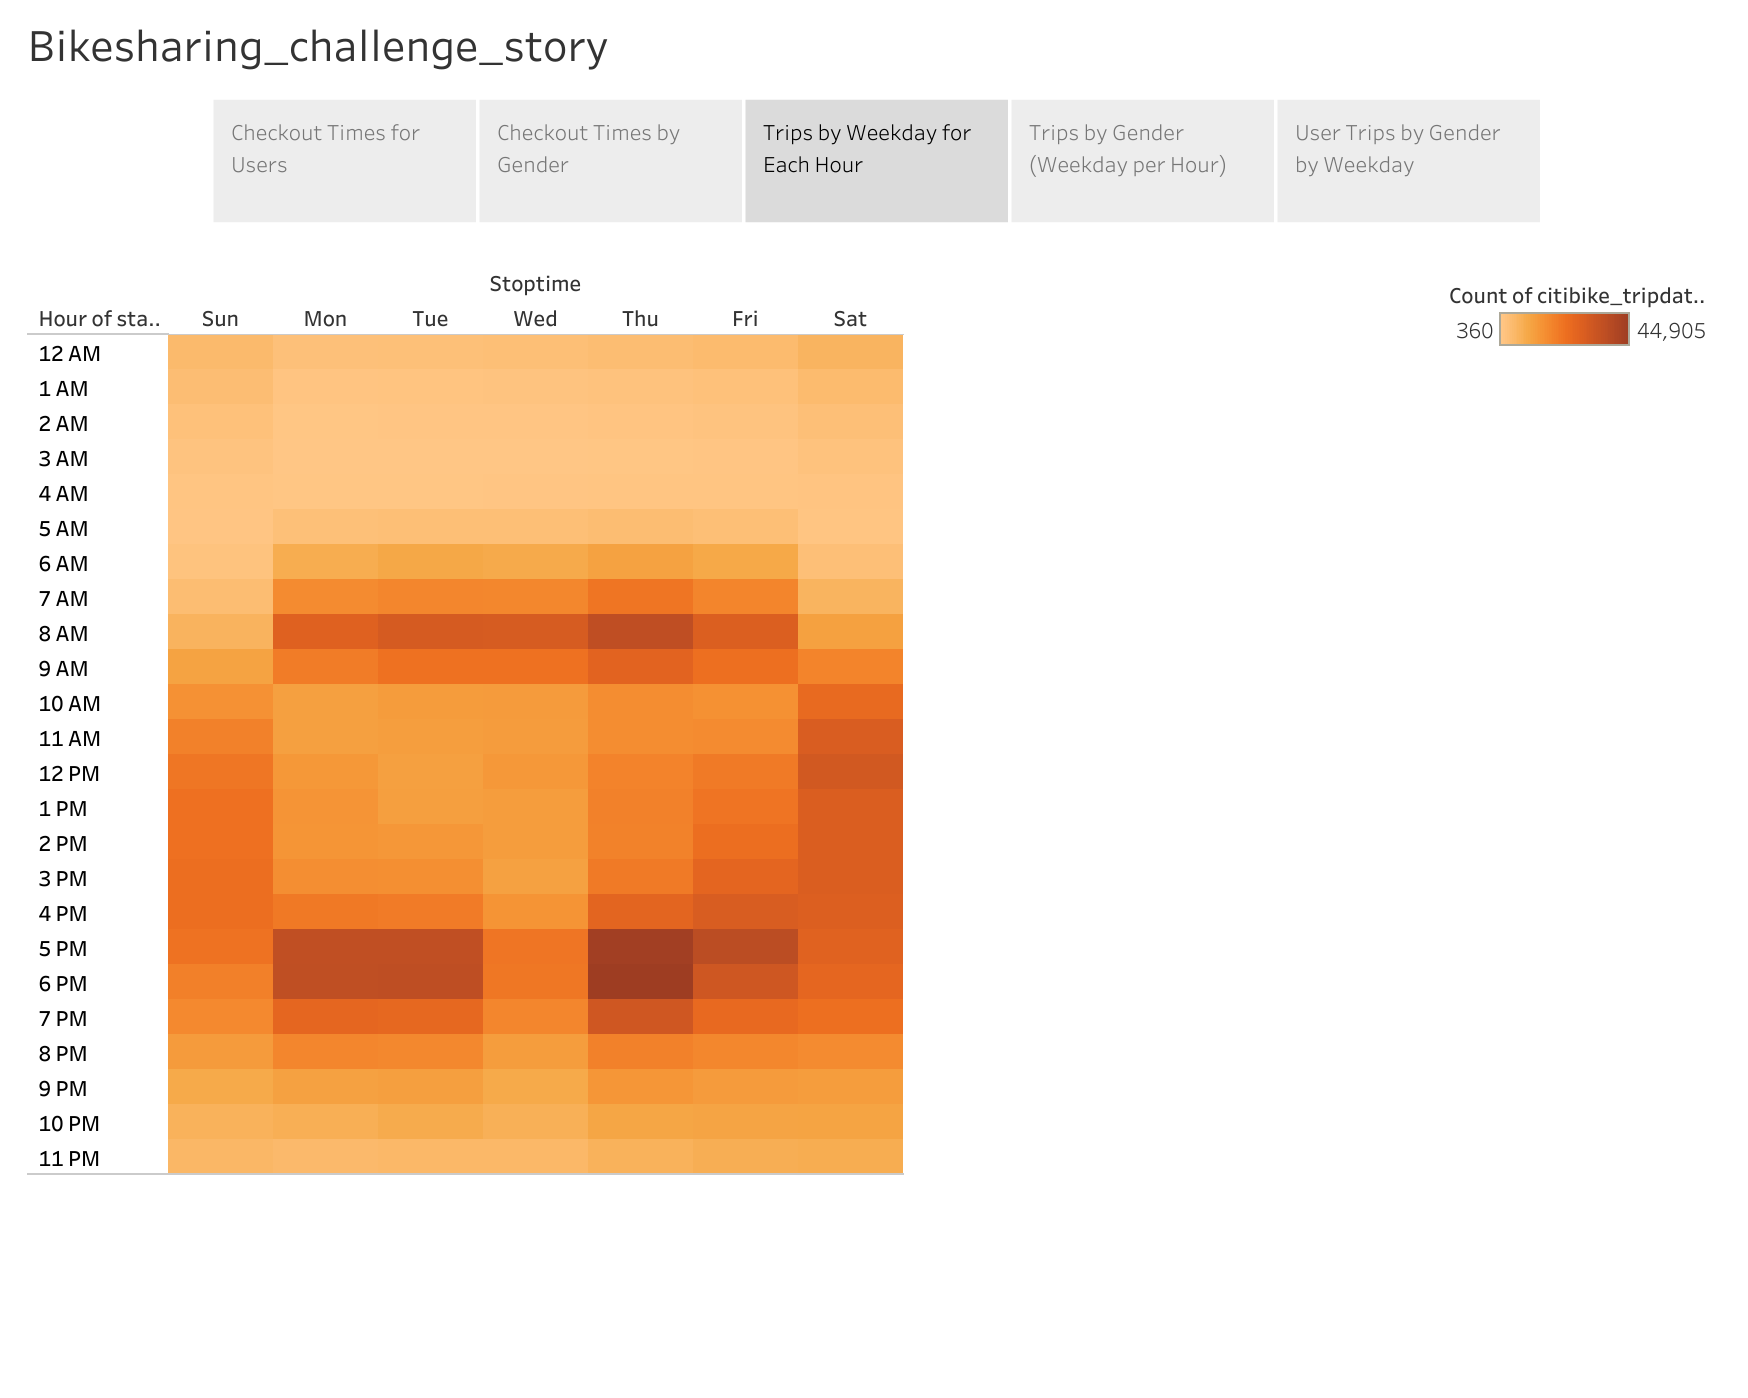 Bikesharing_challenge_story
Checkout Times for
Users
Checkout Times by
Gender
Trips by Weekday for
Each Hour
Trips by Gender
(Weekday per Hour)
User Trips by Gender
by Weekday
Stoptime
Hour of sta.. Sun Mon Tue Wed Thu Fri Sat
12 AM
1 AM
2 AM
3 AM
4 AM
5 AM
6 AM
7 AM
8 AM
9 AM
10 AM
11 AM
12 PM
1 PM
2 PM
3 PM
4 PM
5 PM
6 PM
7 PM
8 PM
9 PM
10 PM
11 PM
Count of citibike_tripdat..
360 44,905